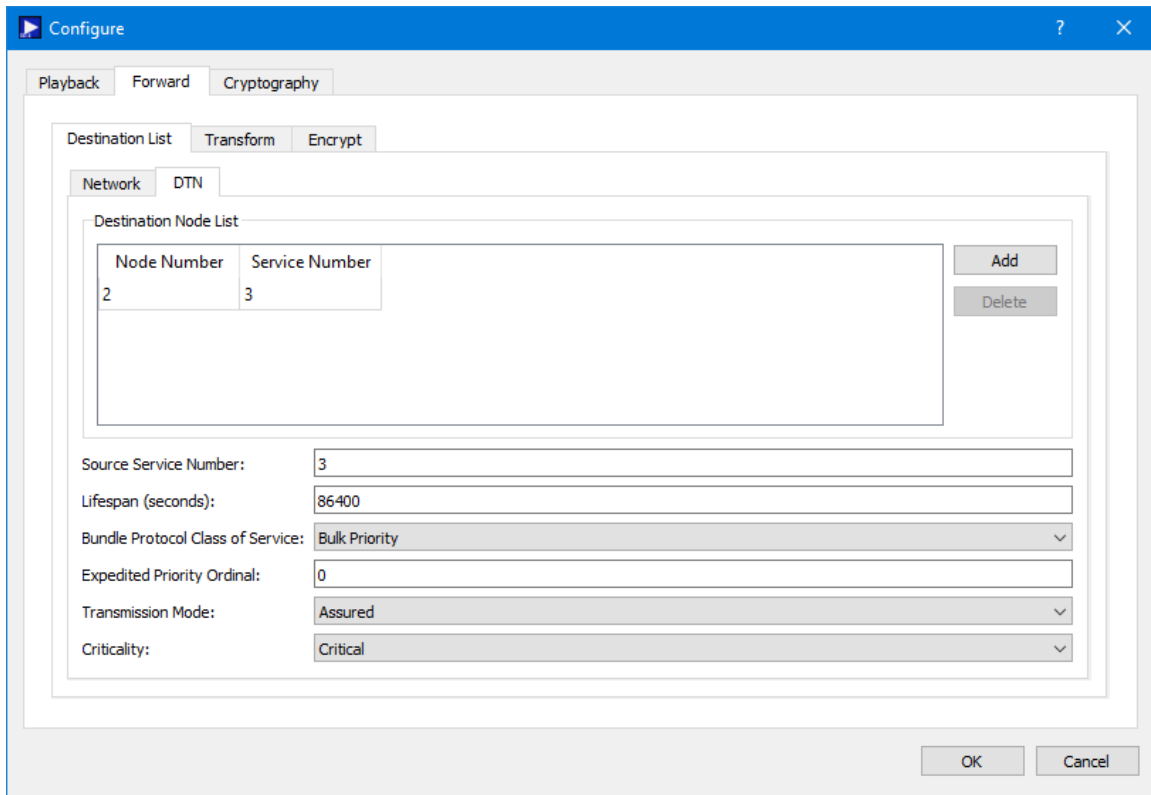 Configure
Playback Forward Cryptography
Destination List Transform Encrypt
Network DTN
Destination Node List
Node Number Service Number Add
2 3
Delete
Source Service Number: 3
Lifespan (seconds): 86400
Bundle Protocol Class of Service: Bulk Priority
Expedited Priority Ordinal: 0
Transmission Mode: Assured
Criticality: Critical
OK Cancel